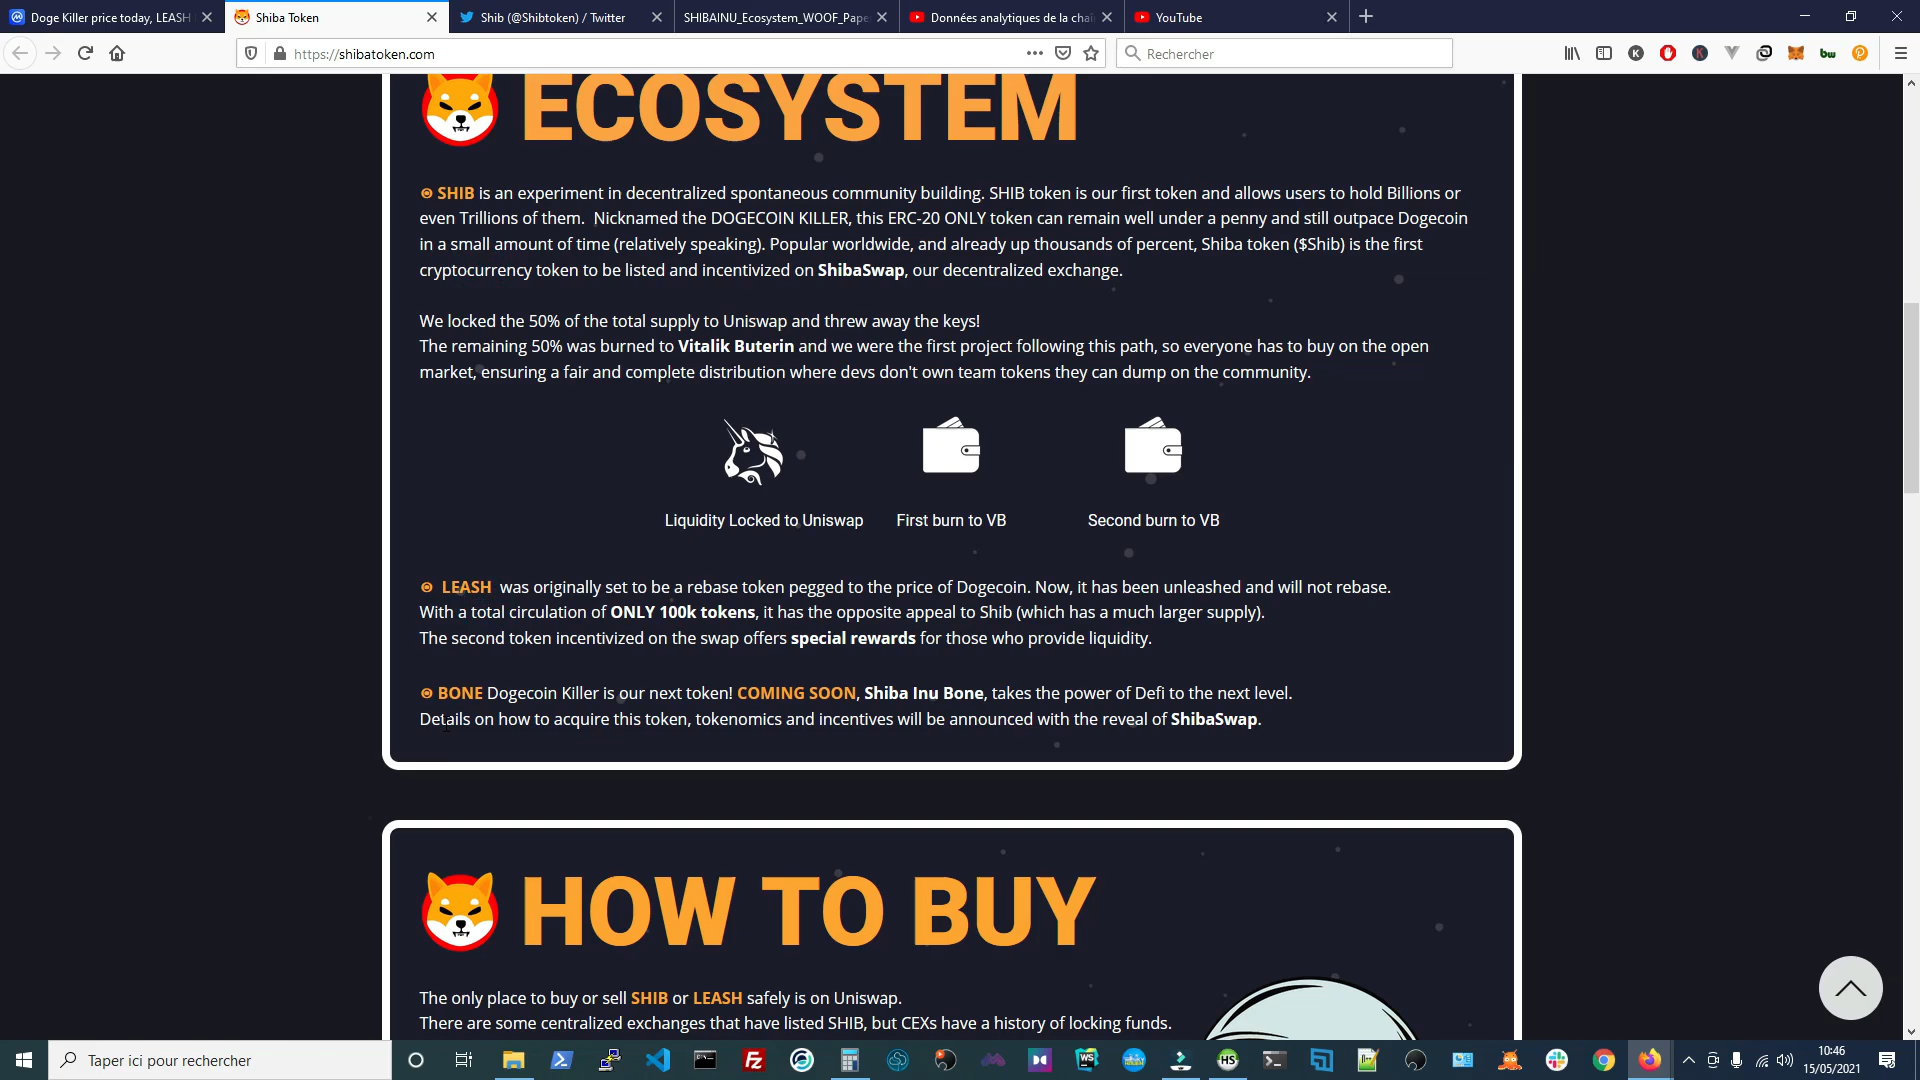 Doge Killer price today, LEASH
Shiba Token
Shib (@Shibtoken) / Twitter
SHIBAINU_Ecosystem_WOOF_Pape
Données analytiques de la chaî
YouTube
https://shibatoken.com
Rechercher
ECOSYSTEM
SHIB is an experiment in decentralized spontaneous community building. SHIB token is our first token and allows users to hold Billions or
even Trillions of them. Nicknamed the DOGECOIN KILLER, this ERC-20 ONLY token can remain well under a penny and still outpace Dogecoin
in a small amount of time (relatively speaking). Popular worldwide, and already up thousands of percent, Shiba token ($Shib) is the first
cryptocurrency token to be listed and incentivized on ShibaSwap, our decentralized exchange.
We locked the 50% of the total supply to Uniswap and threw away the keys!
The remaining 50% was burned to Vitalik Buterin and we were the first project following this path, so everyone has to buy on the open
market, ensuring a fair and complete distribution where devs don't own team tokens they can dump on the community.
Liquidity Locked to Uniswap
First burn to VB
Second burn to VB
LEASH was originally set to be a rebase token pegged to the price of Dogecoin. Now, it has been unleashed and will not rebase.
With a total circulation of ONLY 100k tokens, it has the opposite appeal to Shib (which has a much larger supply).
The second token incentivized on the swap offers special rewards for those who provide liquidity.
BONE Dogecoin Killer is our next token! COMING SOON, Shiba Inu Bone, takes the power of Defi to the next level.
Details on how to acquire this token, tokenomics and incentives will be announced with the reveal of ShibaSwap.
HOW TO BUY
The only place to buy or sell SHIB or LEASH safely is on Uniswap.
There are some centralized exchanges that have listed SHIB, but CEXs have a history of locking funds.
Taper ici pour rechercher
10:46
15/05/2021